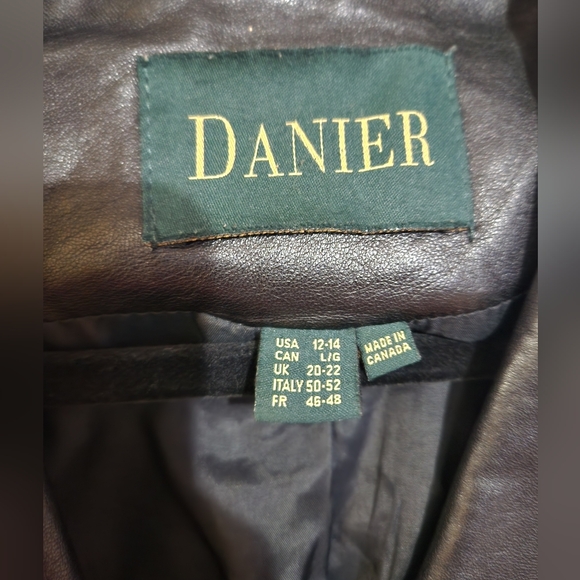 DANIER
USA 12-14
CAN L/G
UK 20-22
ITALY 50-52
FR 46-48
MADE IN
CANADA